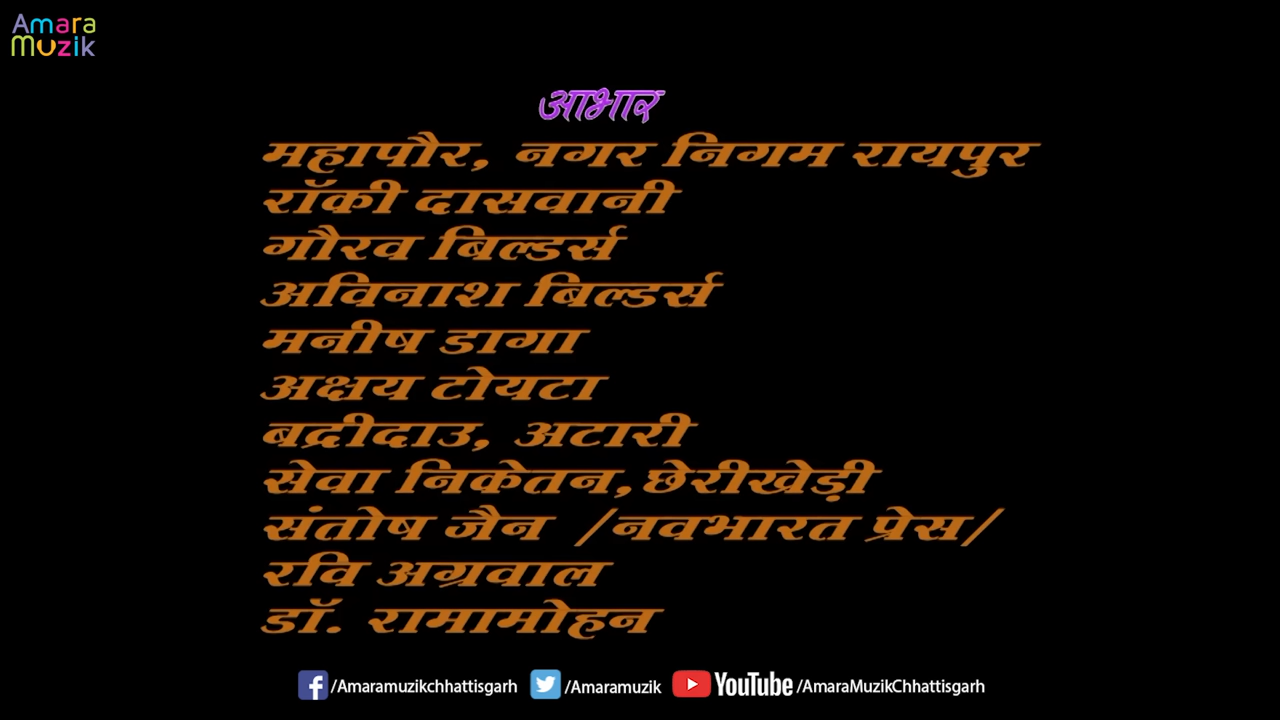 Amara
Muzik
आभार
महापौर, नगर निगम रायपुर
रॉकी दासवानी
गौरव बिल्डर्स
अविनाश बिल्डर्स
मनीष डागा
अक्षय टोयटा
बद्रीदाउ, अटारी
सेवा निकेतन,छेरीखेड़ी
संतोष जैन /नवभारत प्रेस/
रवि अग्रवाल
डॉ. रामामोहन
/Amaramuzikchhattisgarh /Amaramuzik YouTube /AmaraMuzikChhattisgarh